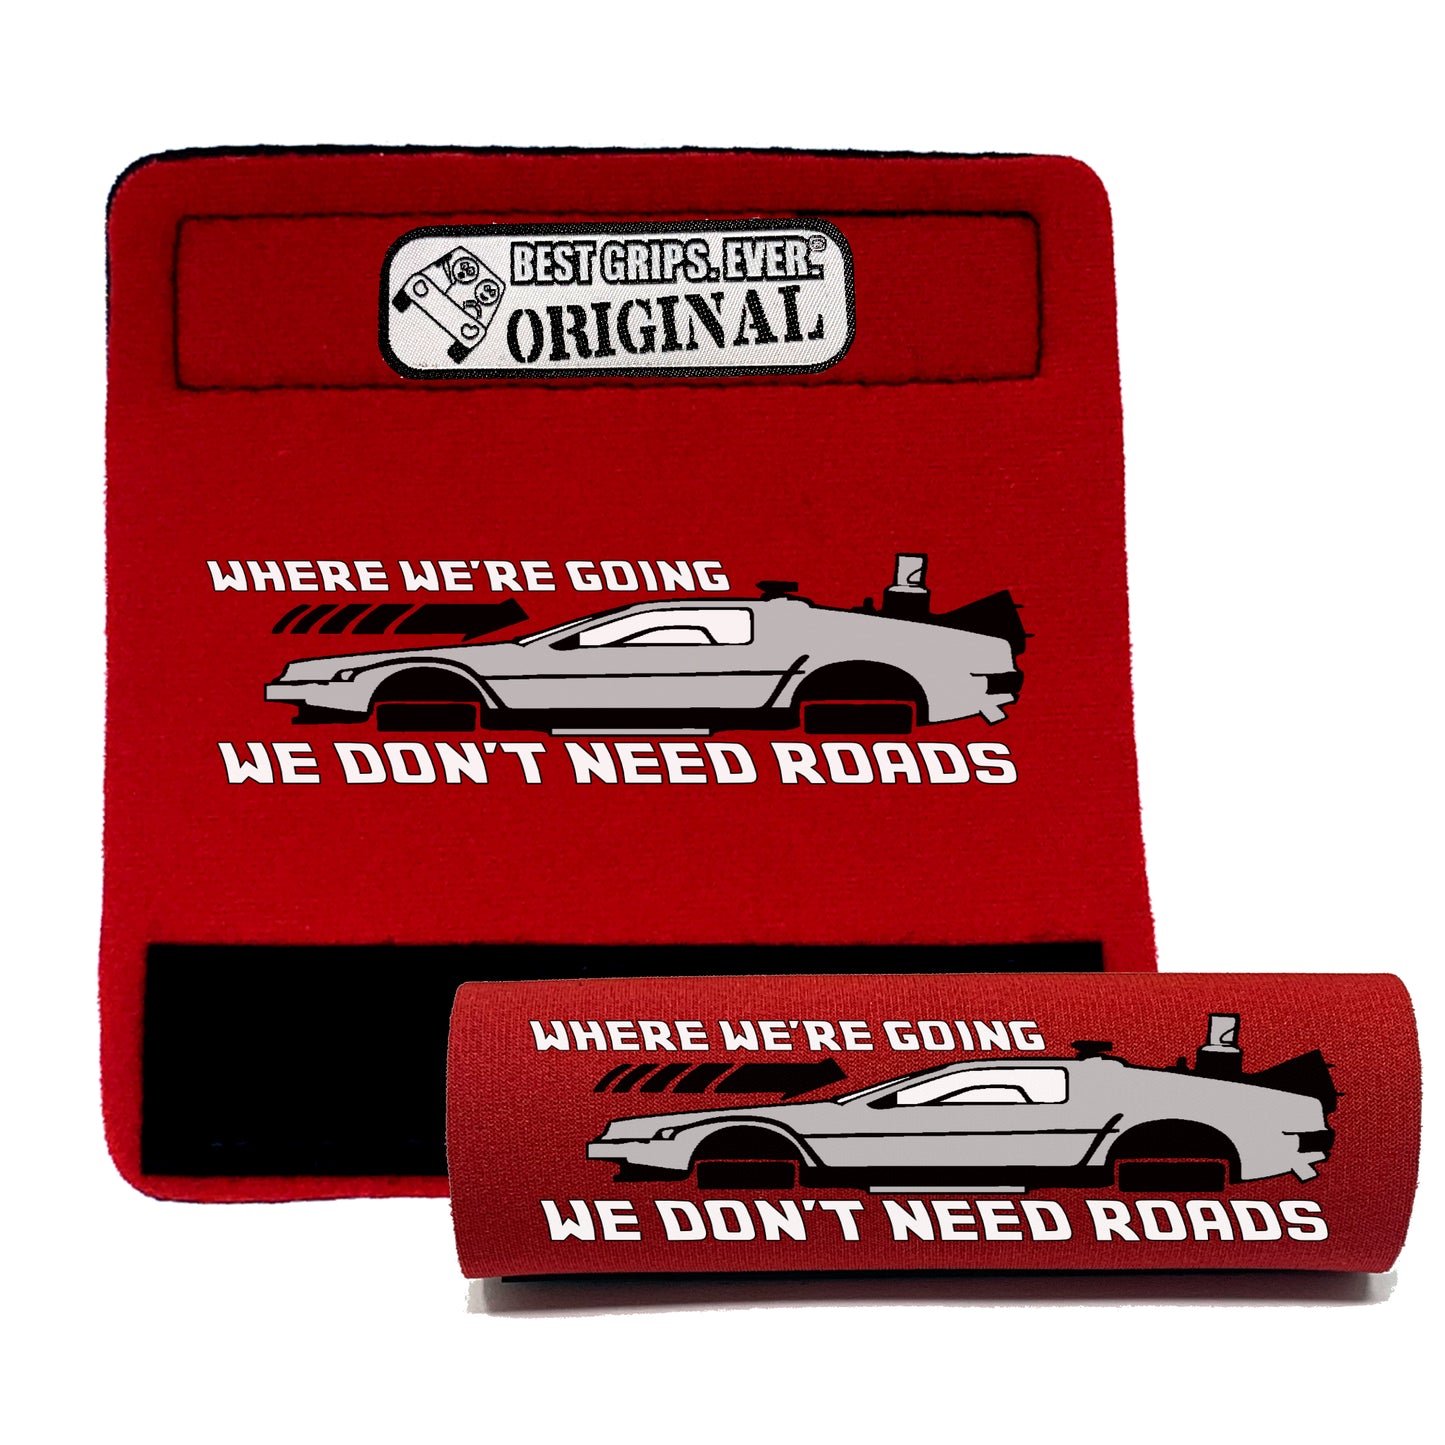 BEST GRIPS. EVER.®
ORIGINAL
WHERE WE'RE GOING
WE DON'T NEED ROADS
WHERE WE'RE GOING
WE DON'T NEED ROADS